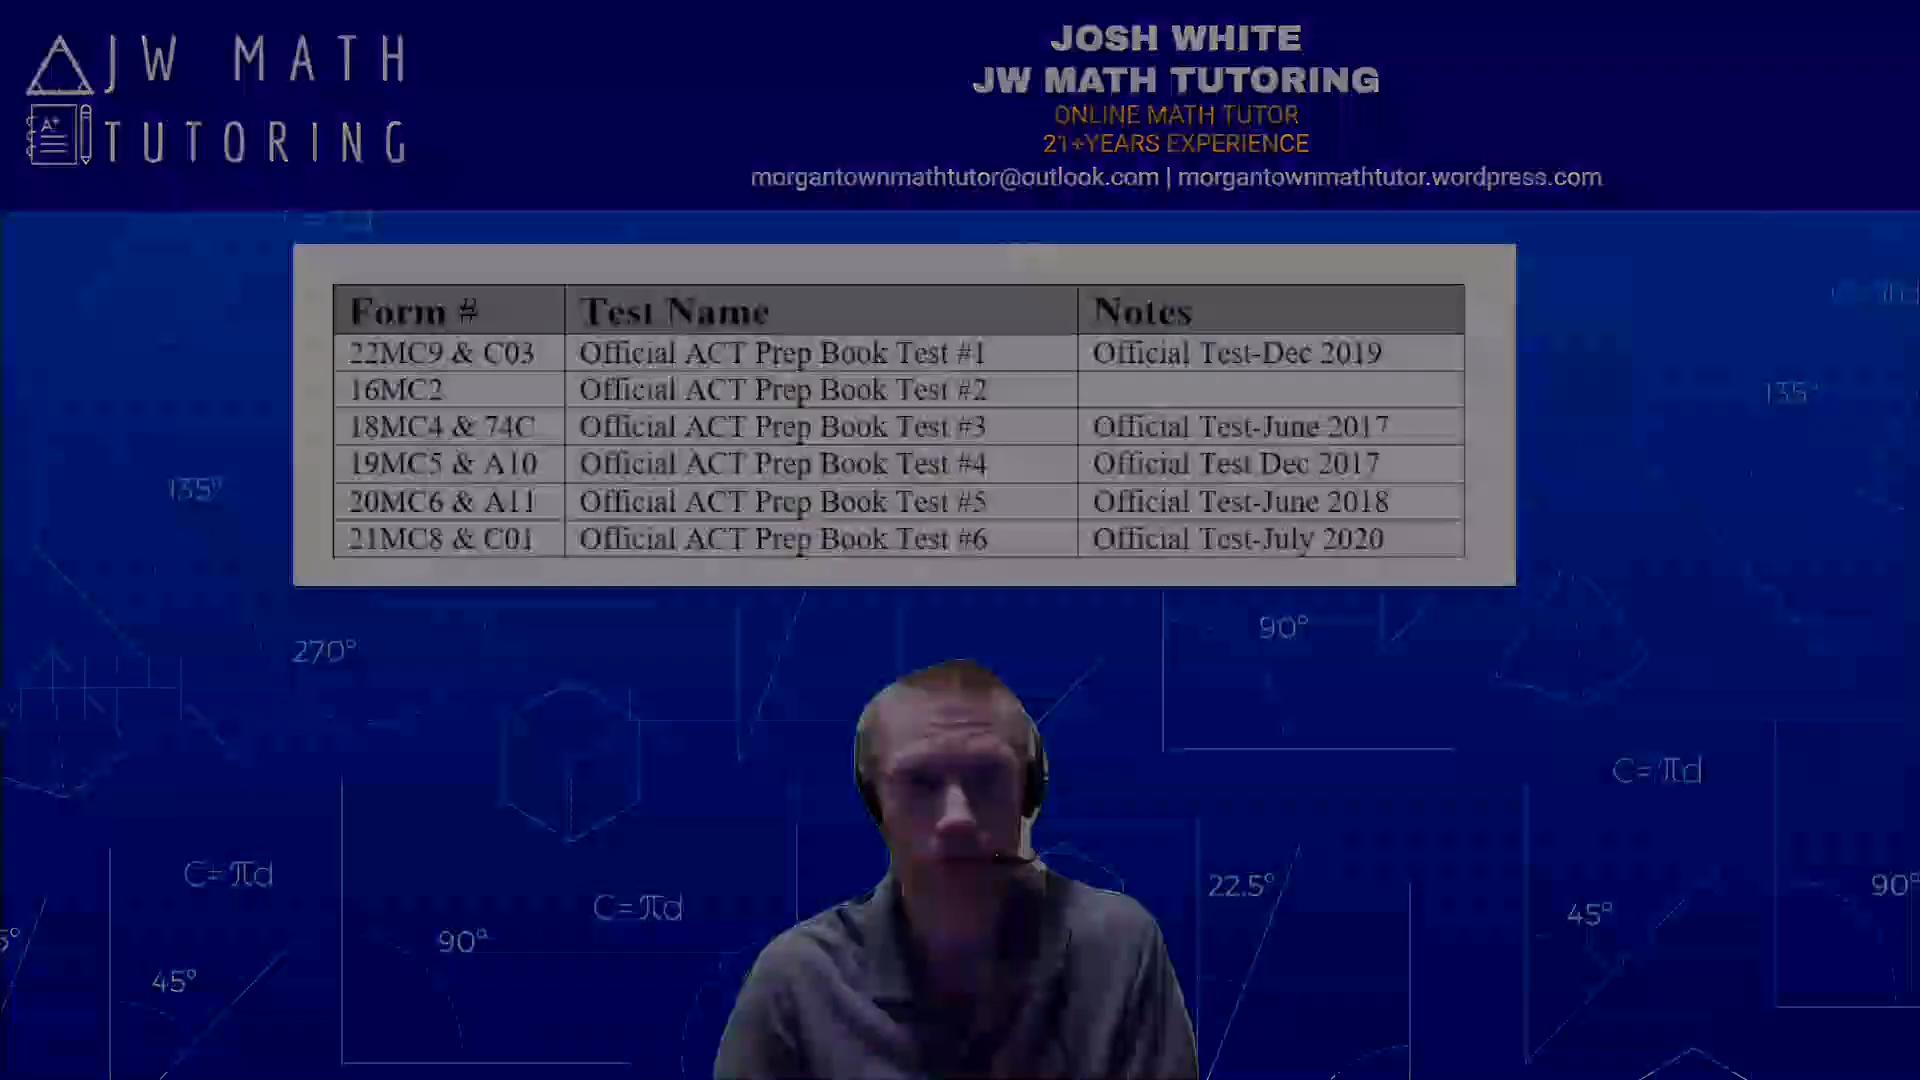 JW MATH
TUTORING
A+
JOSH WHITE
JW MATH TUTORING
ONLINE MATH TUTOR
21+YEARS EXPERIENCE
morgantownmathtutor@outlook.com | morgantownmathtutor.wordpress.com
Form # Test Name Notes
22MC9 & C03 Official ACT Prep Book Test #1 Official Test-Dec 2019
16MC2 Official ACT Prep Book Test #2
18MC4 & 74C Official ACT Prep Book Test #3 Official Test-June 2017
19MC5 & A10 Official ACT Prep Book Test #4 Official Test Dec 2017
20MC6 & A11 Official ACT Prep Book Test #5 Official Test-June 2018
21MC8 & C01 Official ACT Prep Book Test #6 Official Test-July 2020
135°
135°
270°
90°
C=πd
C=πd
C=πd
22.5°
90°
45°
90°
45°